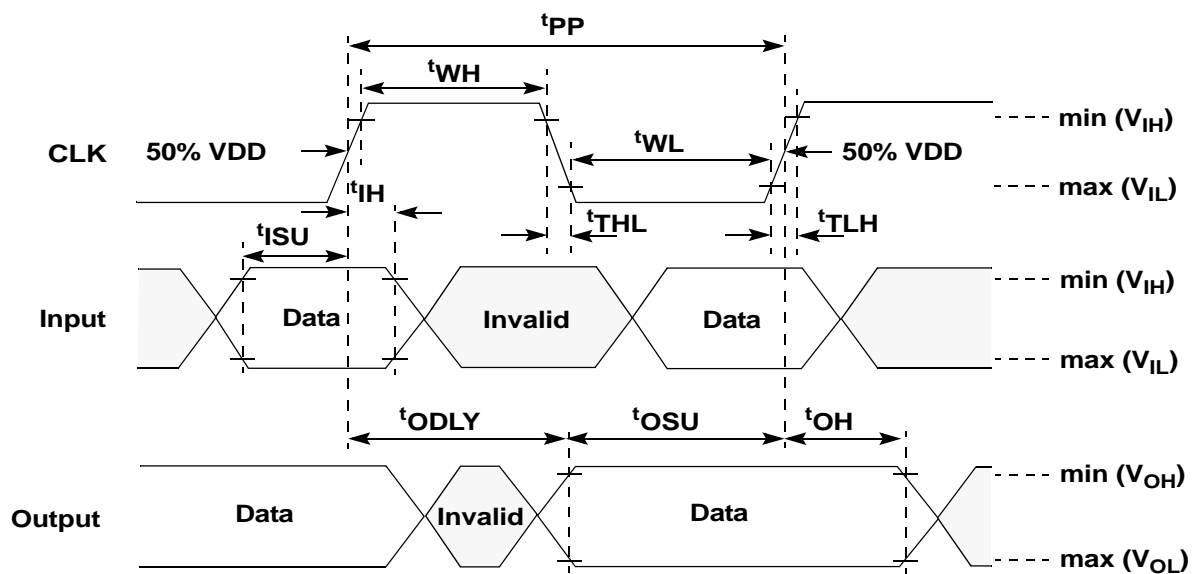 tPP
tWH
min (VIH)
CLK
50% VDD
tWL
50% VDD
max (VIL)
tIH
tTHL
tTLH
tISU
min (VIH)
Input
Data
Invalid
Data
max (VIL)
tODLY
tOSU
tOH
min (VOH)
Output
Data
Invalid
Data
max (VOL)